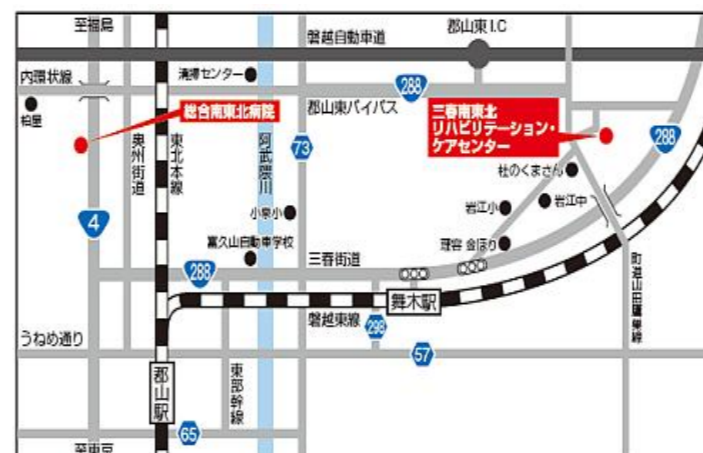 至福島
磐越自動車道
郡山東I.C
内環状線
清掃センター
288
郡山東バイパス
柏屋
総合南東北病院
三春南東北
リハビリテーション・
ケアセンター
288
奥州街道
東北本線
阿武隈川
73
杜のくまさん
4
小泉小
岩江小
岩江中
富久山自動車学校
理容 金ほり
288
三春街道
舞木駅
町道山田鷹巣線
うねめ通り
磐越東線
298
57
郡山駅
東部幹線
65
至東京